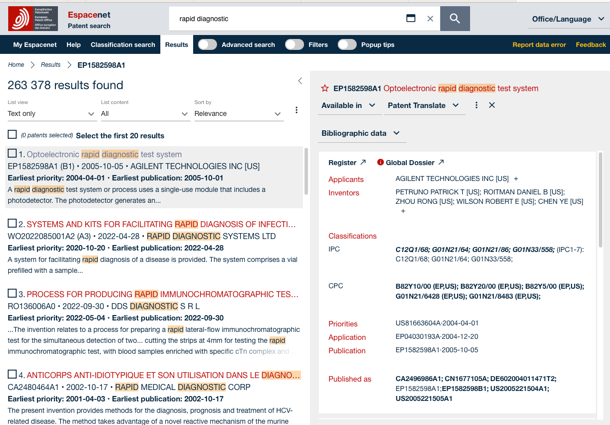 Espacenet
Patent search
rapid diagnostic
Office/Language
My Espacenet Help Classification search Results Advanced search Filters Popup tips Report data error Feedback
Home Results EP1582598A1
263 378 results found
List view List content Sort by
Text only All Relevance
(0 patents selected) Select the first 20 results
1. Optoelectronic rapid diagnostic test system
EP1582598A1 (B1) • 2005-10-05 • AGILENT TECHNOLOGIES INC [US]
Earliest priority: 2004-04-01 • Earliest publication: 2005-10-01
A rapid diagnostic test system or process uses a single-use module that includes a
photodetector. The photodetector generates an...
2. SYSTEMS AND KITS FOR FACILITATING RAPID DIAGNOSIS OF INFECTI...
WO2022085001A2 (A3) • 2022-04-28 • RAPID DIAGNOSTIC SYSTEMS LTD
Earliest priority: 2020-10-20 • Earliest publication: 2022-04-28
A system for facilitating rapid diagnosis of a disease is provided. The system comprises a vial
prefilled with a sample...
3. PROCESS FOR PRODUCING RAPID IMMUNOCHROMATOGRAPHIC TES...
RO136006A0 • 2022-09-30 • DDS DIAGNOSTIC S R L
Earliest priority: 2022-05-04 • Earliest publication: 2022-09-30
...The invention relates to a process for preparing a rapid lateral-flow immunochromatographic
test for the simultaneous detection of two... cutting the strips at 4mm for testing the rapid
immunochromatographic test, with blood samples enriched with specific cTn complex and
4. ANTICORPS ANTI-IDIOTYPIQUE ET SON UTILISATION DANS LE DIAGNO...
CA2480464A1 • 2002-10-17 • RAPID MEDICAL DIAGNOSTIC CORP
Earliest priority: 2001-04-03 • Earliest publication: 2002-10-17
The present invention provides methods for the diagnosis, prognosis and treatment of HCV-
related disease. The method takes advantage of a novel reactive mechanism of the murine
EP1582598A1 Optoelectronic rapid diagnostic test system
Available in Patent Translate
Bibliographic data
Register Global Dossier
Applicants AGILENT TECHNOLOGIES INC [US] +
Inventors PETRUNO PATRICK T [US]; ROITMAN DANIEL B [US];
ZHOU RONG [US]; WILSON ROBERT E [US]; CHEN YE [US]
+
Classifications
IPC C12Q1/68; G01N21/64; G01N21/86; G01N33/558; (IPC1-7):
C12Q1/68; G01N21/64; G01N33/558;
CPC B82Y10/00 (EP,US); B82Y20/00 (EP,US); B82Y5/00 (EP,US);
G01N21/6428 (EP,US); G01N21/8483 (EP,US);
Priorities US81663604A·2004-04-01
Application EP04030193A·2004-12-20
Publication EP1582598A1·2005-10-05
Published as CA2496986A1; CN1677105A; DE602004011471T2;
EP1582598A1;EP1582598B1; US2005221504A1;
US2005221505A1